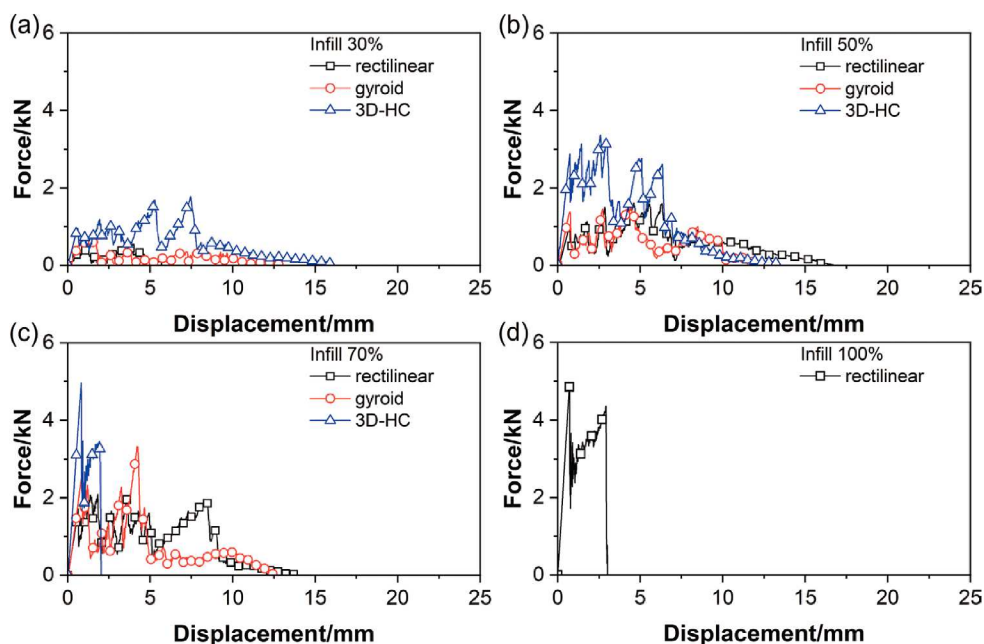 (a)
6
4
2
0
Force/kN
Infill 30%
rectilinear
gyroid
3D-HC
0 5 10 15 20 25
Displacement/mm
(b)
6
4
2
0
Force/kN
Infill 50%
rectilinear
gyroid
3D-HC
0 5 10 15 20 25
Displacement/mm
(c)
6
4
2
0
Force/kN
Infill 70%
rectilinear
gyroid
3D-HC
0 5 10 15 20 25
Displacement/mm
(d)
6
4
2
0
Force/kN
Infill 100%
rectilinear
0 5 10 15 20 25
Displacement/mm